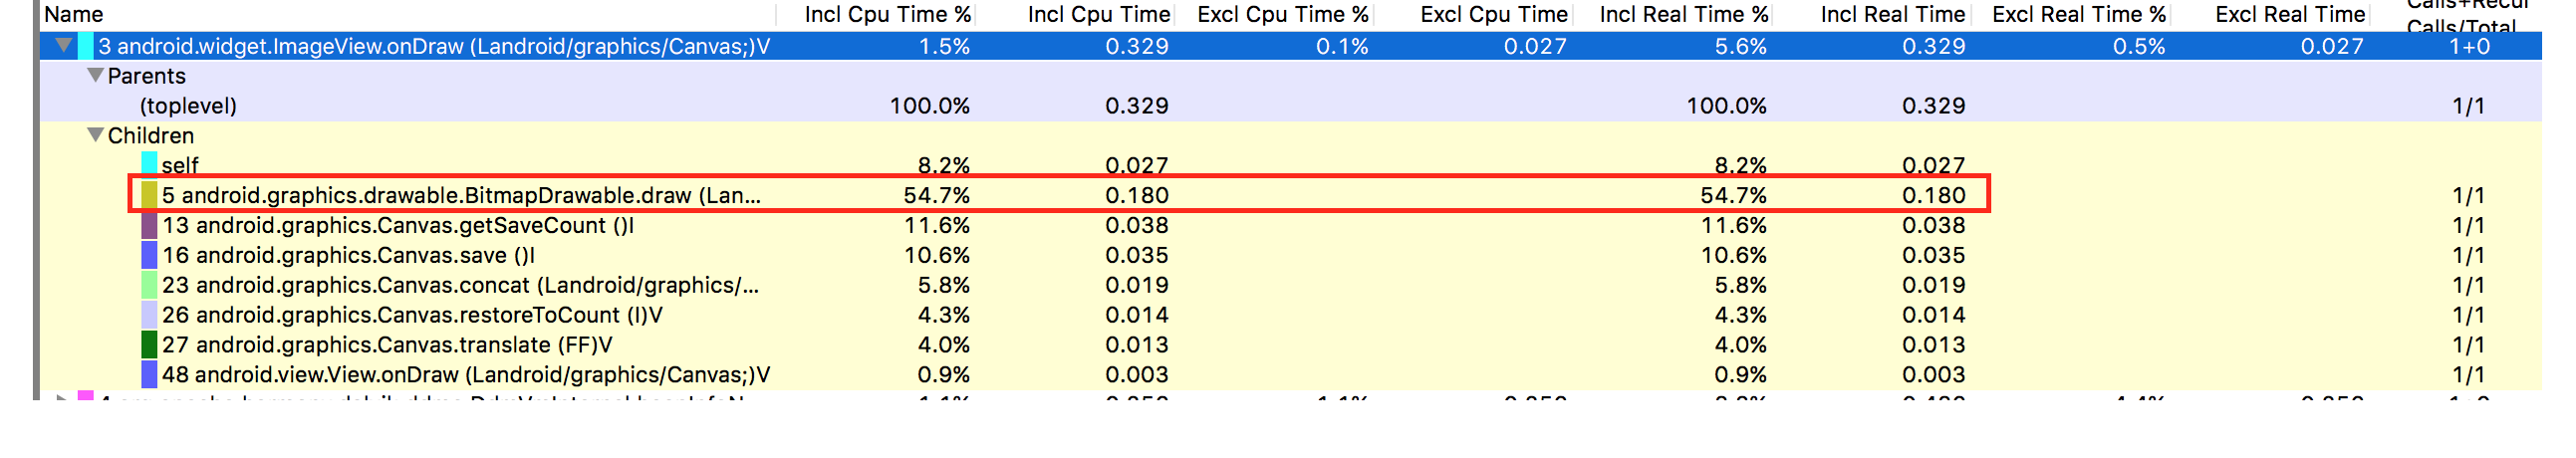 Name Incl Cpu Time % Incl Cpu Time Excl Cpu Time % Excl Cpu Time Incl Real Time % Incl Real Time Excl Real Time % Excl Real Time Calls+Recur
Calls/Total
3 android.widget.ImageView.onDraw (Landroid/graphics/Canvas;)V 1.5% 0.329 0.1% 0.027 5.6% 0.329 0.5% 0.027 1+0
Parents
(toplevel) 100.0% 0.329 100.0% 0.329 1/1
Children
self 8.2% 0.027 8.2% 0.027
5 android.graphics.drawable.BitmapDrawable.draw (Lan... 54.7% 0.180 54.7% 0.180 1/1
13 android.graphics.Canvas.getSaveCount ()I 11.6% 0.038 11.6% 0.038 1/1
16 android.graphics.Canvas.save ()I 10.6% 0.035 10.6% 0.035 1/1
23 android.graphics.Canvas.concat (Landroid/graphics/... 5.8% 0.019 5.8% 0.019 1/1
26 android.graphics.Canvas.restoreToCount (I)V 4.3% 0.014 4.3% 0.014 1/1
27 android.graphics.Canvas.translate (FF)V 4.0% 0.013 4.0% 0.013 1/1
48 android.view.View.onDraw (Landroid/graphics/Canvas;)V 0.9% 0.003 0.9% 0.003 1/1